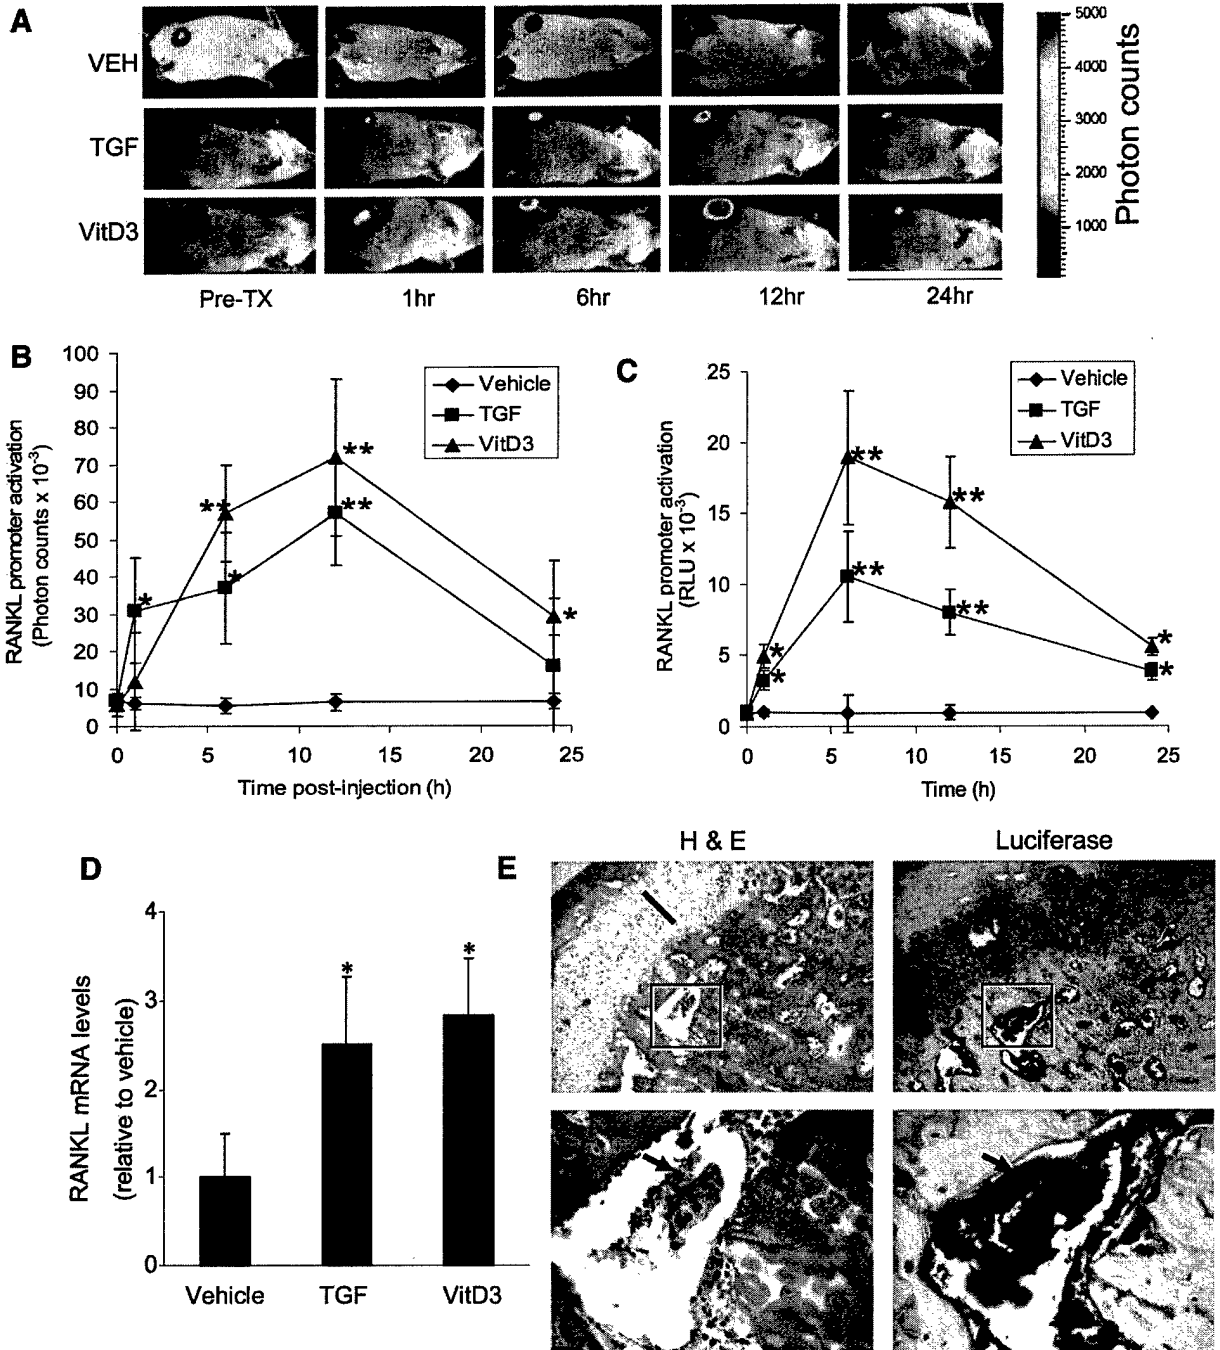 A
VEH
TGF
VitD3
Pre-TX
1hr
6hr
12hr
24hr
5000
4000
3000
2000
1000
Photon counts
B
100
90
80
70
60
50
40
30
20
10
0
RANKL promoter activation
(Photon counts x 10-3)
Vehicle
TGF
VitD3
**
**
**
*
*
*
0
5
10
15
20
25
Time post-injection (h)
C
25
20
15
10
5
0
RANKL promoter activation
(RLU x 10-3)
Vehicle
TGF
VitD3
**
**
**
**
*
*
*
*
0
5
10
15
20
25
Time (h)
D
4
3
2
1
0
RANKL mRNA levels
(relative to vehicle)
*
*
Vehicle
TGF
VitD3
E
H & E
Luciferase